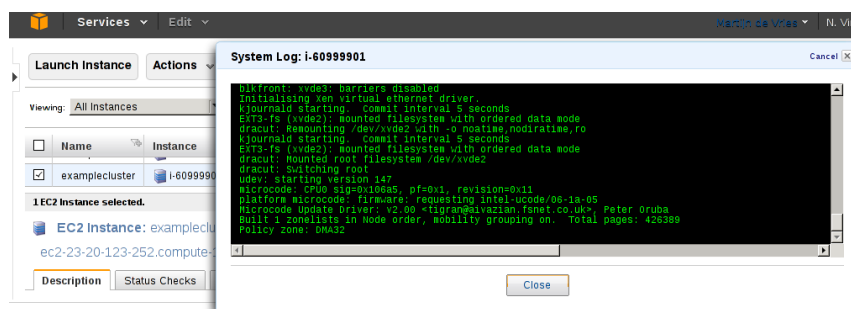 Services Edit Martijn de Vries N. Vi
Launch Instance Actions
System Log: i-60999901 Cancel
Viewing: All Instances
Name Instance
examplecluster i-6099990
1 EC2 Instance selected.
EC2 Instance: exampleclu
ec2-23-20-123-252.compute-
Description Status Checks
blkfront: xvde3: barriers disabled
Initialising Xen virtual ethernet driver.
kjournald starting. Commit interval 5 seconds
EXT3-fs (xvde2): mounted filesystem with ordered data mode
dracut: Remounting /dev/xvde2 with -o noatime,nodiratime,ro
kjournald starting. Commit interval 5 seconds
EXT3-fs (xvde2): mounted filesystem with ordered data mode
dracut: Mounted root filesystem /dev/xvde2
dracut: Switching root
udev: starting version 147
microcode: CPU0 sig=0x106a5, pf=0x1, revision=0x11
platform microcode: firmware: requesting intel-ucode/06-1a-05
Microcode Update Driver: v2.00 <tigran@aivazian.fsnet.co.uk>, Peter Oruba
Built 1 zonelists in Node order, mobility grouping on. Total pages: 426389
Policy zone: DMA32
Close